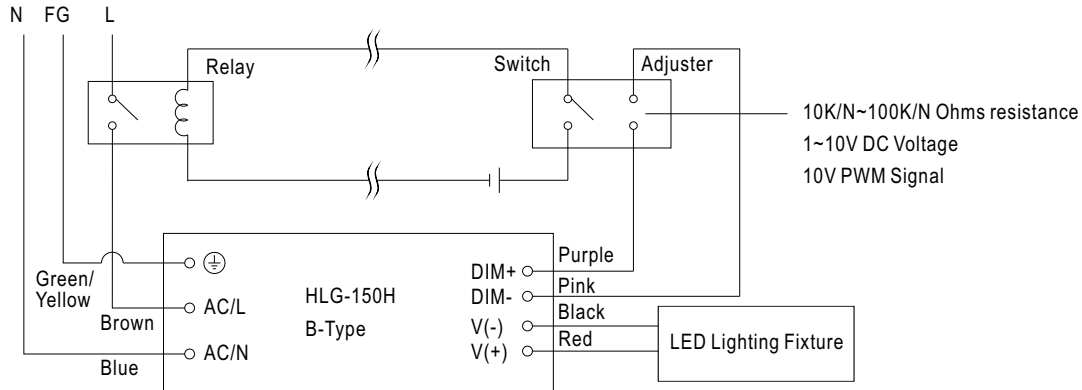 N FG L
Relay
Switch
Adjuster
10K/N~100K/N Ohms resistance
1~10V DC Voltage
10V PWM Signal
Green/
Yellow
Brown
Blue
AC/L
AC/N
HLG-150H
B-Type
DIM+
DIM-
V(-)
V(+)
Purple
Pink
Black
Red
LED Lighting Fixture